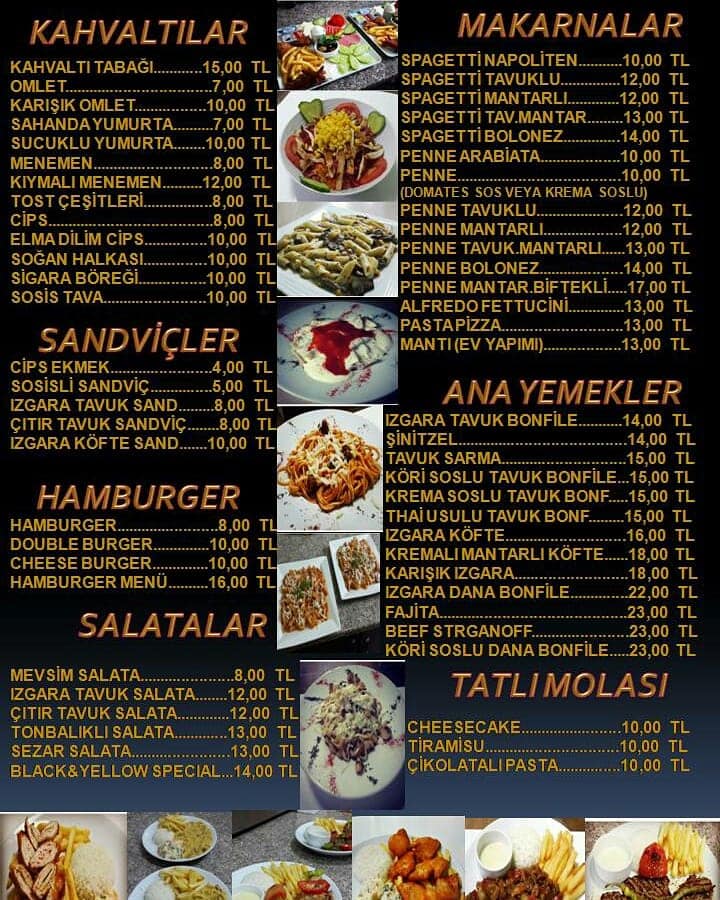 KAHVALTILAR
KAHVALTI TABAĞI............15,00 TL
OMLET...........................7,00 TL
KARIŞIK OMLET...........10,00 TL
SAHANDA YUMURTA.........7,00 TL
SUCUKLU YUMURTA........10,00 TL
MENEMEN......................8,00 TL
KIYMALI MENEMEN..........12,00 TL
TOST ÇEŞİTLERİ...............8,00 TL
CİPS..............................8,00 TL
ELMA DİLİM CİPS..........10,00 TL
SOĞAN HALKASI..........10,00 TL
SİGARA BÖREĞİ...........10,00 TL
SOSİS TAVA................10,00 TL
SANDVİÇLER
CİPS EKMEK................4,00 TL
SOSİSLİ SANDVİÇ..........5,00 TL
IZGARA TAVUK SAND.........8,00 TL
ÇITIR TAVUK SANDVİÇ........8,00 TL
IZGARA KÖFTE SAND.......10,00 TL
HAMBURGER
HAMBURGER................8,00 TL
DOUBLE BURGER.............10,00 TL
CHEESE BURGER.............10,00 TL
HAMBURGER MENÜ.........16,00 TL
SALATALAR
MEVSİM SALATA.....................8,00 TL
IZGARA TAVUK SALATA........12,00 TL
ÇITIR TAVUK SALATA............12,00 TL
TONBALIKLI SALATA............13,00 TL
SEZAR SALATA.....................13,00 TL
BLACK&YELLOW SPECIAL...14,00 TL
MAKARNALAR
SPAGETTİ NAPOLİTEN...........10,00 TL
SPAGETTİ TAVUKLU.............12,00 TL
SPAGETTİ MANTARLI............12,00 TL
SPAGETTİ TAV.MANTAR.........13,00 TL
SPAGETTİ BOLONEZ.............14,00 TL
PENNE ARABİATA..................10,00 TL
PENNE....................................10,00 TL
(DOMATES SOS VEYA KREMA SOSLU)
PENNE TAVUKLU...................12,00 TL
PENNE MANTARLI.................12,00 TL
PENNE TAVUK.MANTARLI......13,00 TL
PENNE BOLONEZ..................14,00 TL
PENNE MANTAR.BİFTEKLİ.....17,00 TL
ALFREDO FETTUCİNİ............13,00 TL
PASTA PİZZA...........................13,00 TL
MANTI (EV YAPIMI)..................13,00 TL
ANA YEMEKLER
IZGARA TAVUK BONFİLE..........14,00 TL
ŞİNİTZEL......................................14,00 TL
TAVUK SARMA............................15,00 TL
KÖRİ SOSLU TAVUK BONFİLE...15,00 TL
KREMA SOSLU TAVUK BONF....15,00 TL
THAI USULU TAVUK BONF........15,00 TL
IZGARA KÖFTE..........................16,00 TL
KREMALI MANTARLI KÖFTE......18,00 TL
KARIŞIK IZGARA.........................18,00 TL
IZGARA DANA BONFİLE............22,00 TL
FAJİTA..........................................23,00 TL
BEEF STRGANOFF.....................23,00 TL
KÖRİ SOSLU DANA BONFİLE.....23,00 TL
TATLI MOLASI
CHEESECAKE......................10,00 TL
TİRAMİSU..............................10,00 TL
ÇİKOLATALI PASTA..............10,00 TL